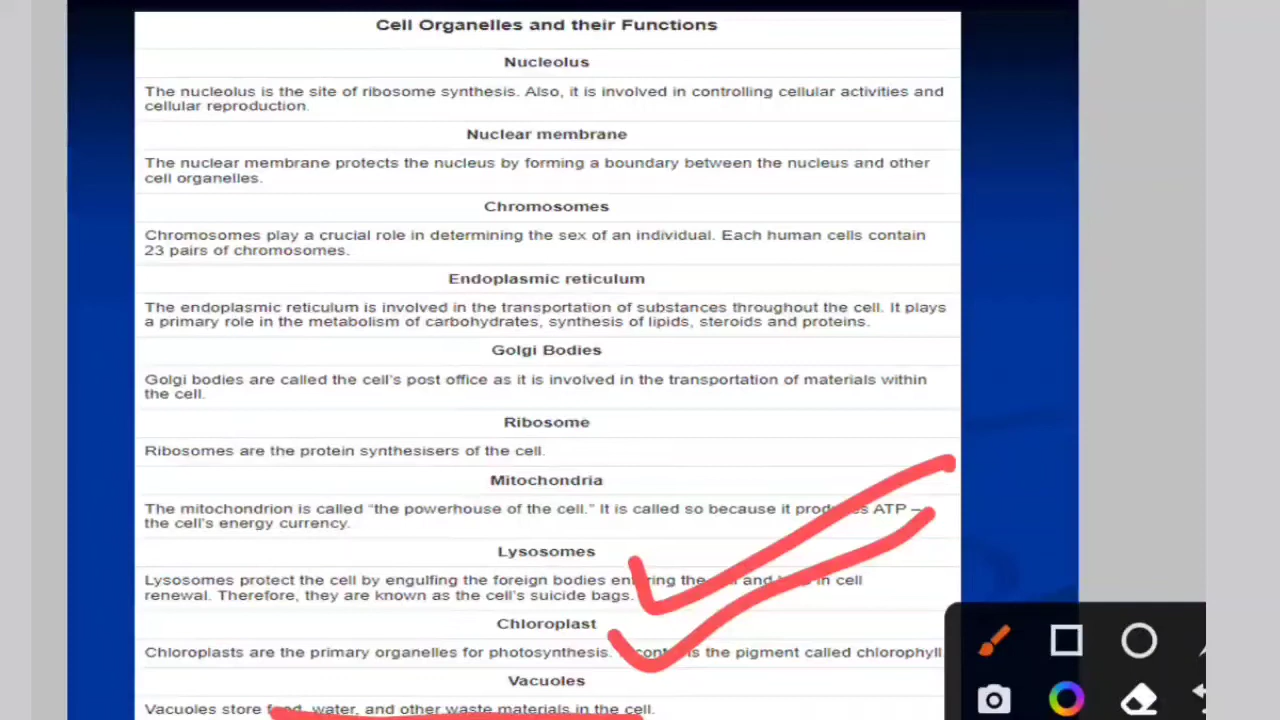 Cell Organelles and their Functions
Nucleolus
The nucleolus is the site of ribosome synthesis. Also, it is involved in controlling cellular activities and
cellular reproduction.
Nuclear membrane
The nuclear membrane protects the nucleus by forming a boundary between the nucleus and other
cell organelles.
Chromosomes
Chromosomes play a crucial role in determining the sex of an individual. Each human cells contain
23 pairs of chromosomes.
Endoplasmic reticulum
The endoplasmic reticulum is involved in the transportation of substances throughout the cell. It plays
a primary role in the metabolism of carbohydrates, synthesis of lipids, steroids and proteins.
Golgi Bodies
Golgi bodies are called the cell's post office as it is involved in the transportation of materials within
the cell.
Ribosome
Ribosomes are the protein synthesisers of the cell.
Mitochondria
The mitochondrion is called “the powerhouse of the cell.” It is called so because it produces ATP –
the cell's energy currency.
Lysosomes
Lysosomes protect the cell by engulfing the foreign bodies entering the and in cell
renewal. Therefore, they are known as the cell's suicide bags.
Chloroplast
Chloroplasts are the primary organelles for photosynthesis. the pigment called chlorophyll
Vacuoles
Vacuoles store food, water, and other waste materials in the cell.